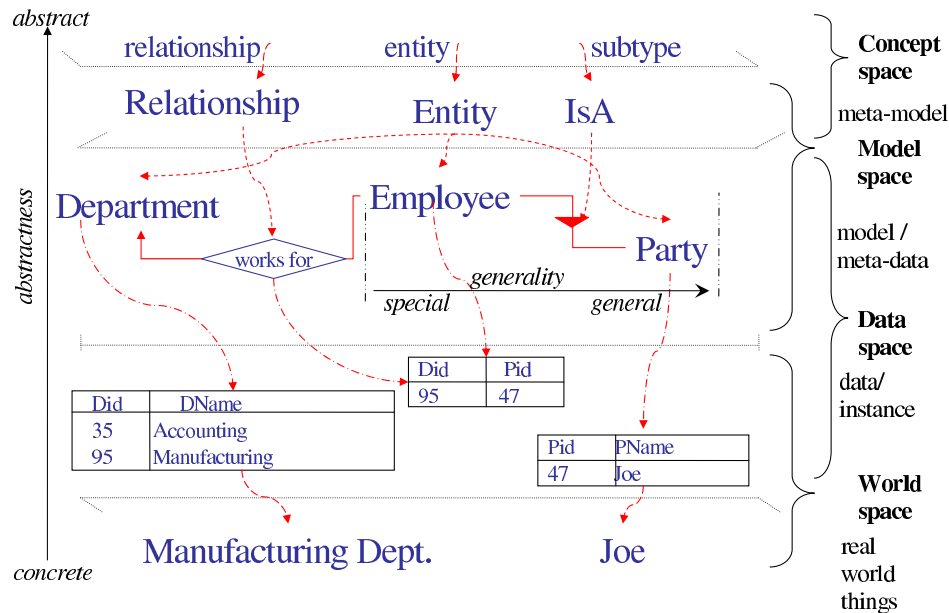 abstract
relationship
entity
subtype
Concept
space
Relationship
Entity
IsA
meta-model
Model
space
abstractness
Department
Employee
works for
Party
model /
meta-data
generality
special
general
Data
space
Did Pid
95 47
data/
instance
Did DName
35 Accounting
95 Manufacturing
Pid PName
47 Joe
World
space
Manufacturing Dept.
Joe
real
world
things
concrete